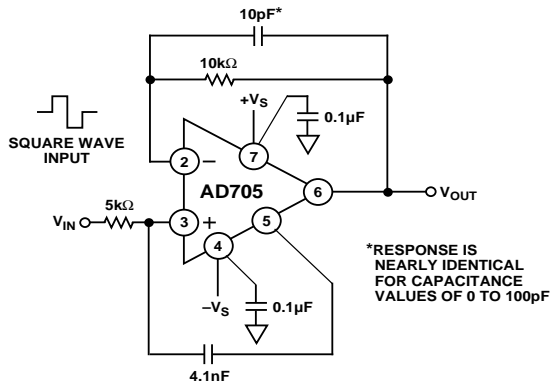 10pF*
10kΩ
+VS
0.1µF
SQUARE WAVE
INPUT
2
−
7
AD705
6
VOUT
5kΩ
VIN
3
+
5
4
*RESPONSE IS
NEARLY IDENTICAL
FOR CAPACITANCE
VALUES OF 0 TO 100pF
−VS
0.1µF
4.1nF